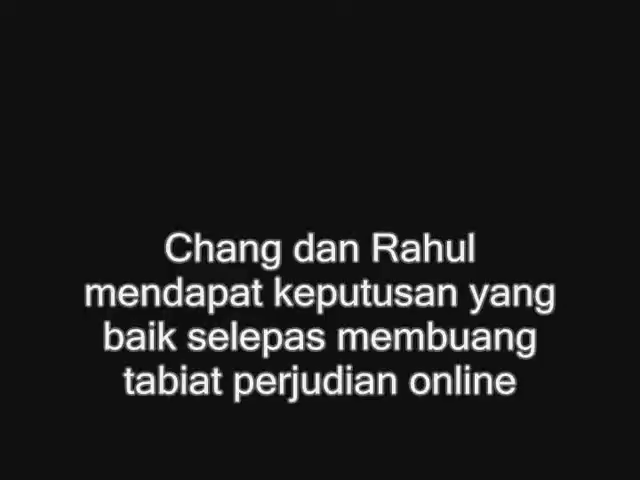 Chang dan Rahul
mendapat keputusan yang
baik selepas membuang
tabiat perjudian online